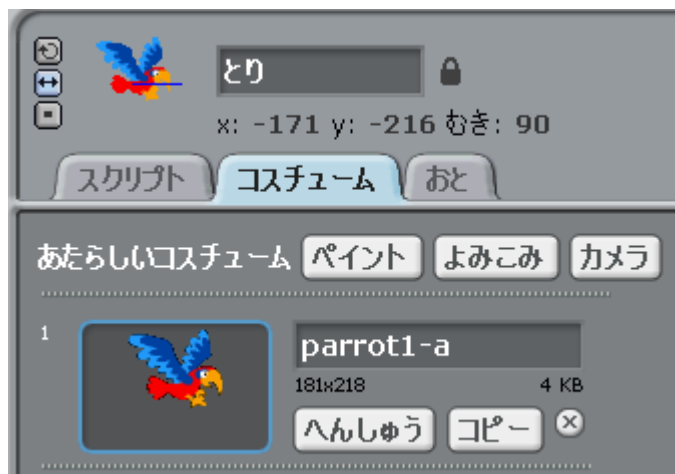 とり
x: -171 y: -216 むき: 90
スクリプト コスチューム おと
あたらしいコスチューム ペイント よみこみ カメラ
1
parrot1-a
181x218 4 KB
へんしゅう コピー